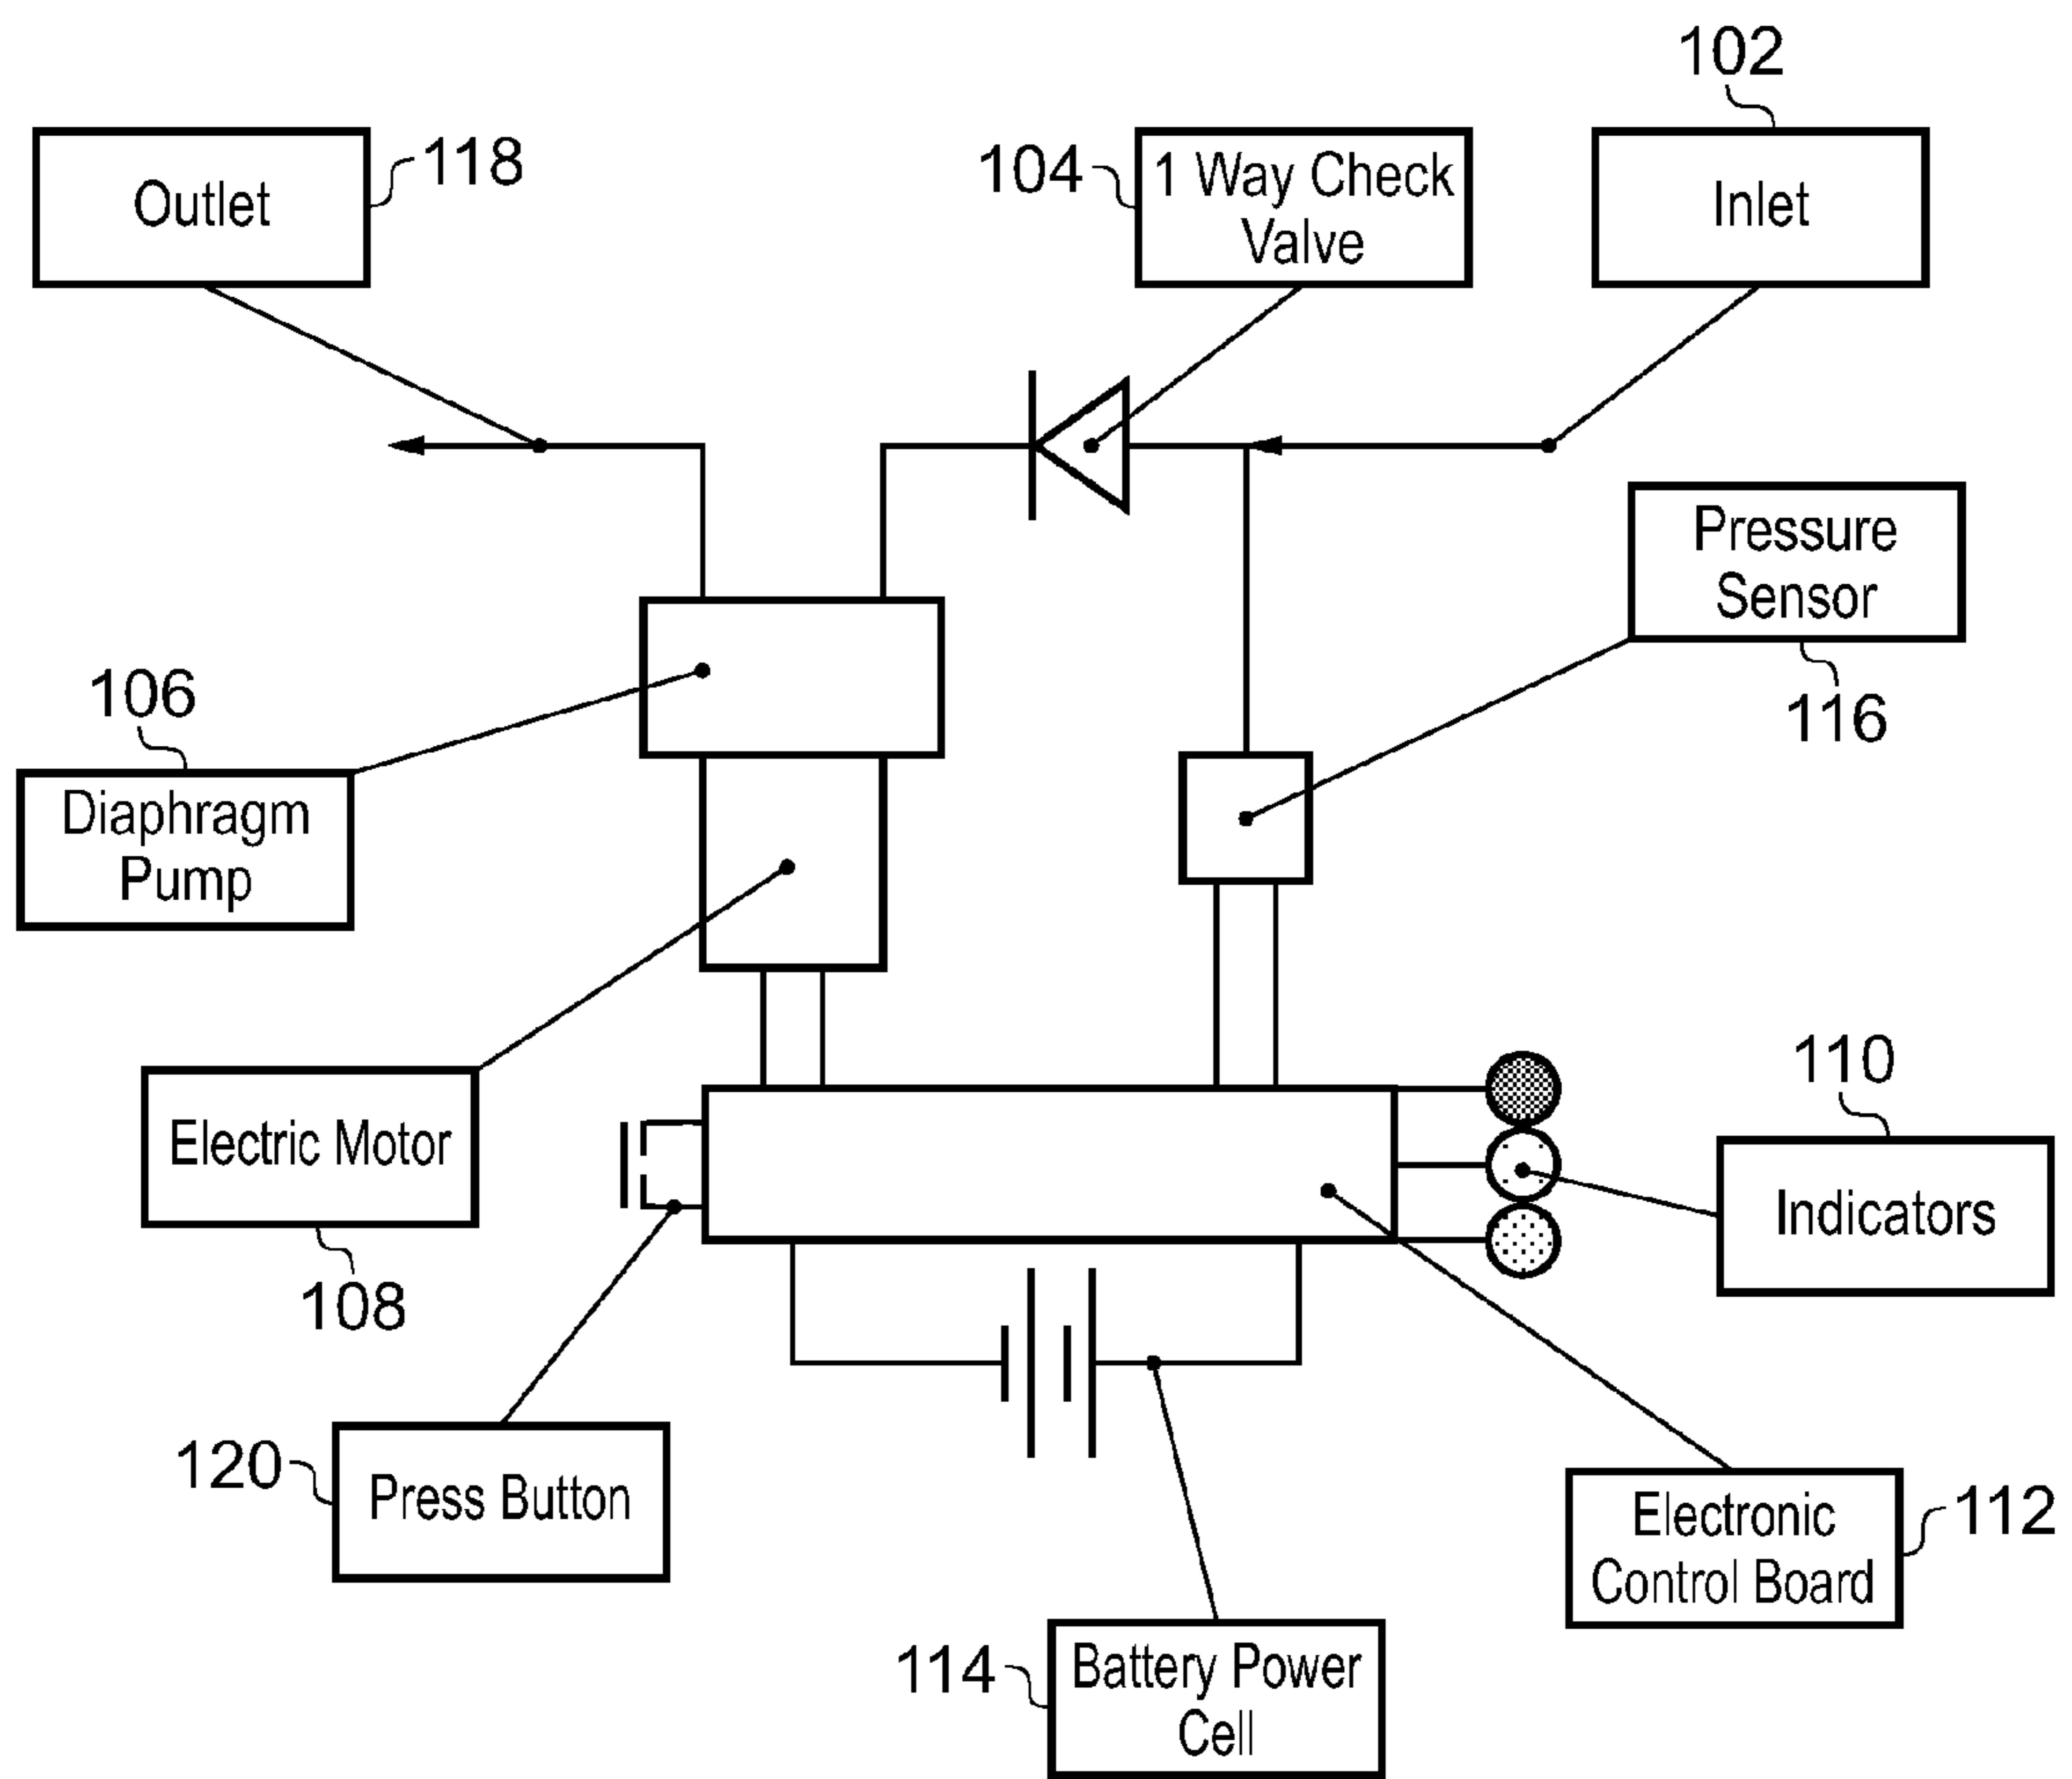 102
Outlet
118
104
1 Way Check
Valve
Inlet
Pressure
Sensor
116
106
Diaphragm
Pump
Electric Motor
108
110
Indicators
120
Press Button
Electronic
Control Board
112
114
Battery Power
Cell